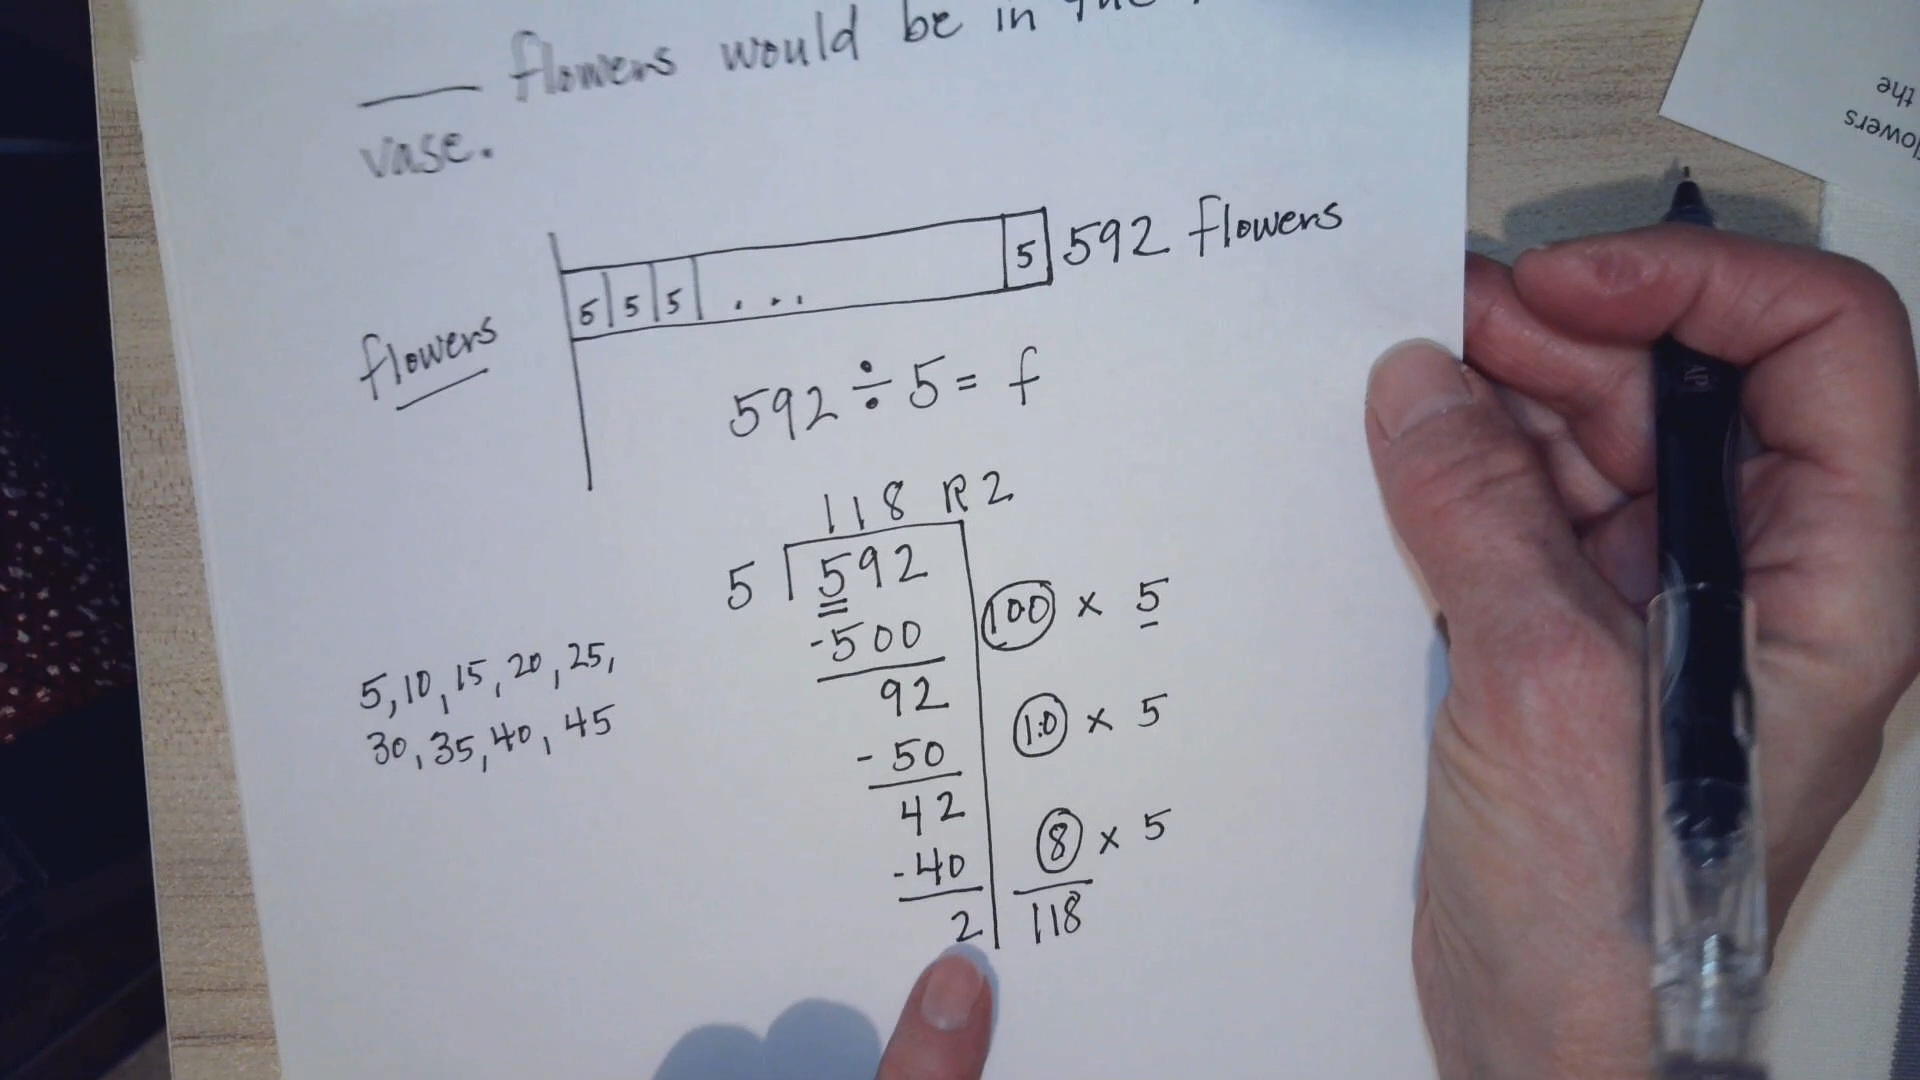 ____ flowers would be in the
vase.
5 5 5 ... 5 592 flowers
flowers
592 ÷ 5 = f
118 R2
5 592
-500 100 x 5
92
-50 10 x 5
42
-40 8 x 5
2 118
5, 10, 15, 20, 25,
30, 35, 40, 45
the